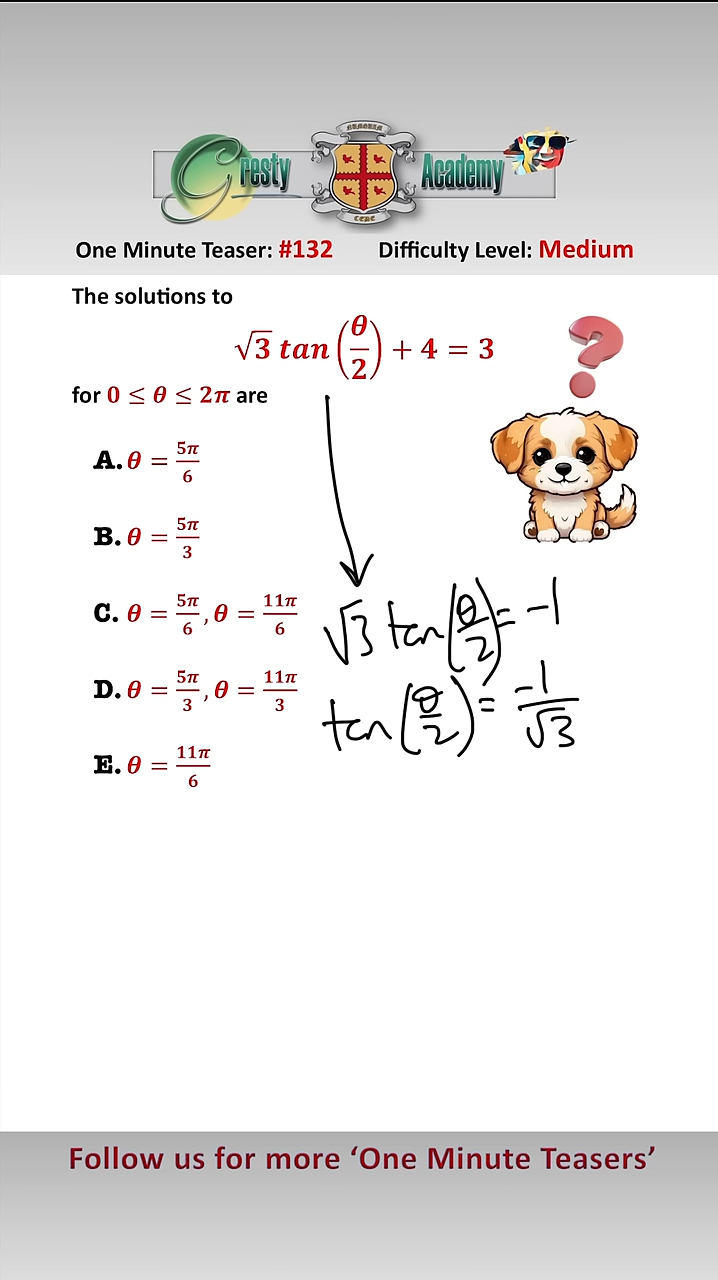 Cresty Academy
NUMQUAM
CEDE
One Minute Teaser: #132 Difficulty Level: Medium
The solutions to
√3 tan(θ/2) + 4 = 3
for 0 ≤ θ ≤ 2π are
A. θ = 5π/6
B. θ = 5π/3
C. θ = 5π/6, θ = 11π/6
D. θ = 5π/3, θ = 11π/3
E. θ = 11π/6
√3 tan(θ/2) = -1
tan(θ/2) = -1/√3
Follow us for more ‘One Minute Teasers’